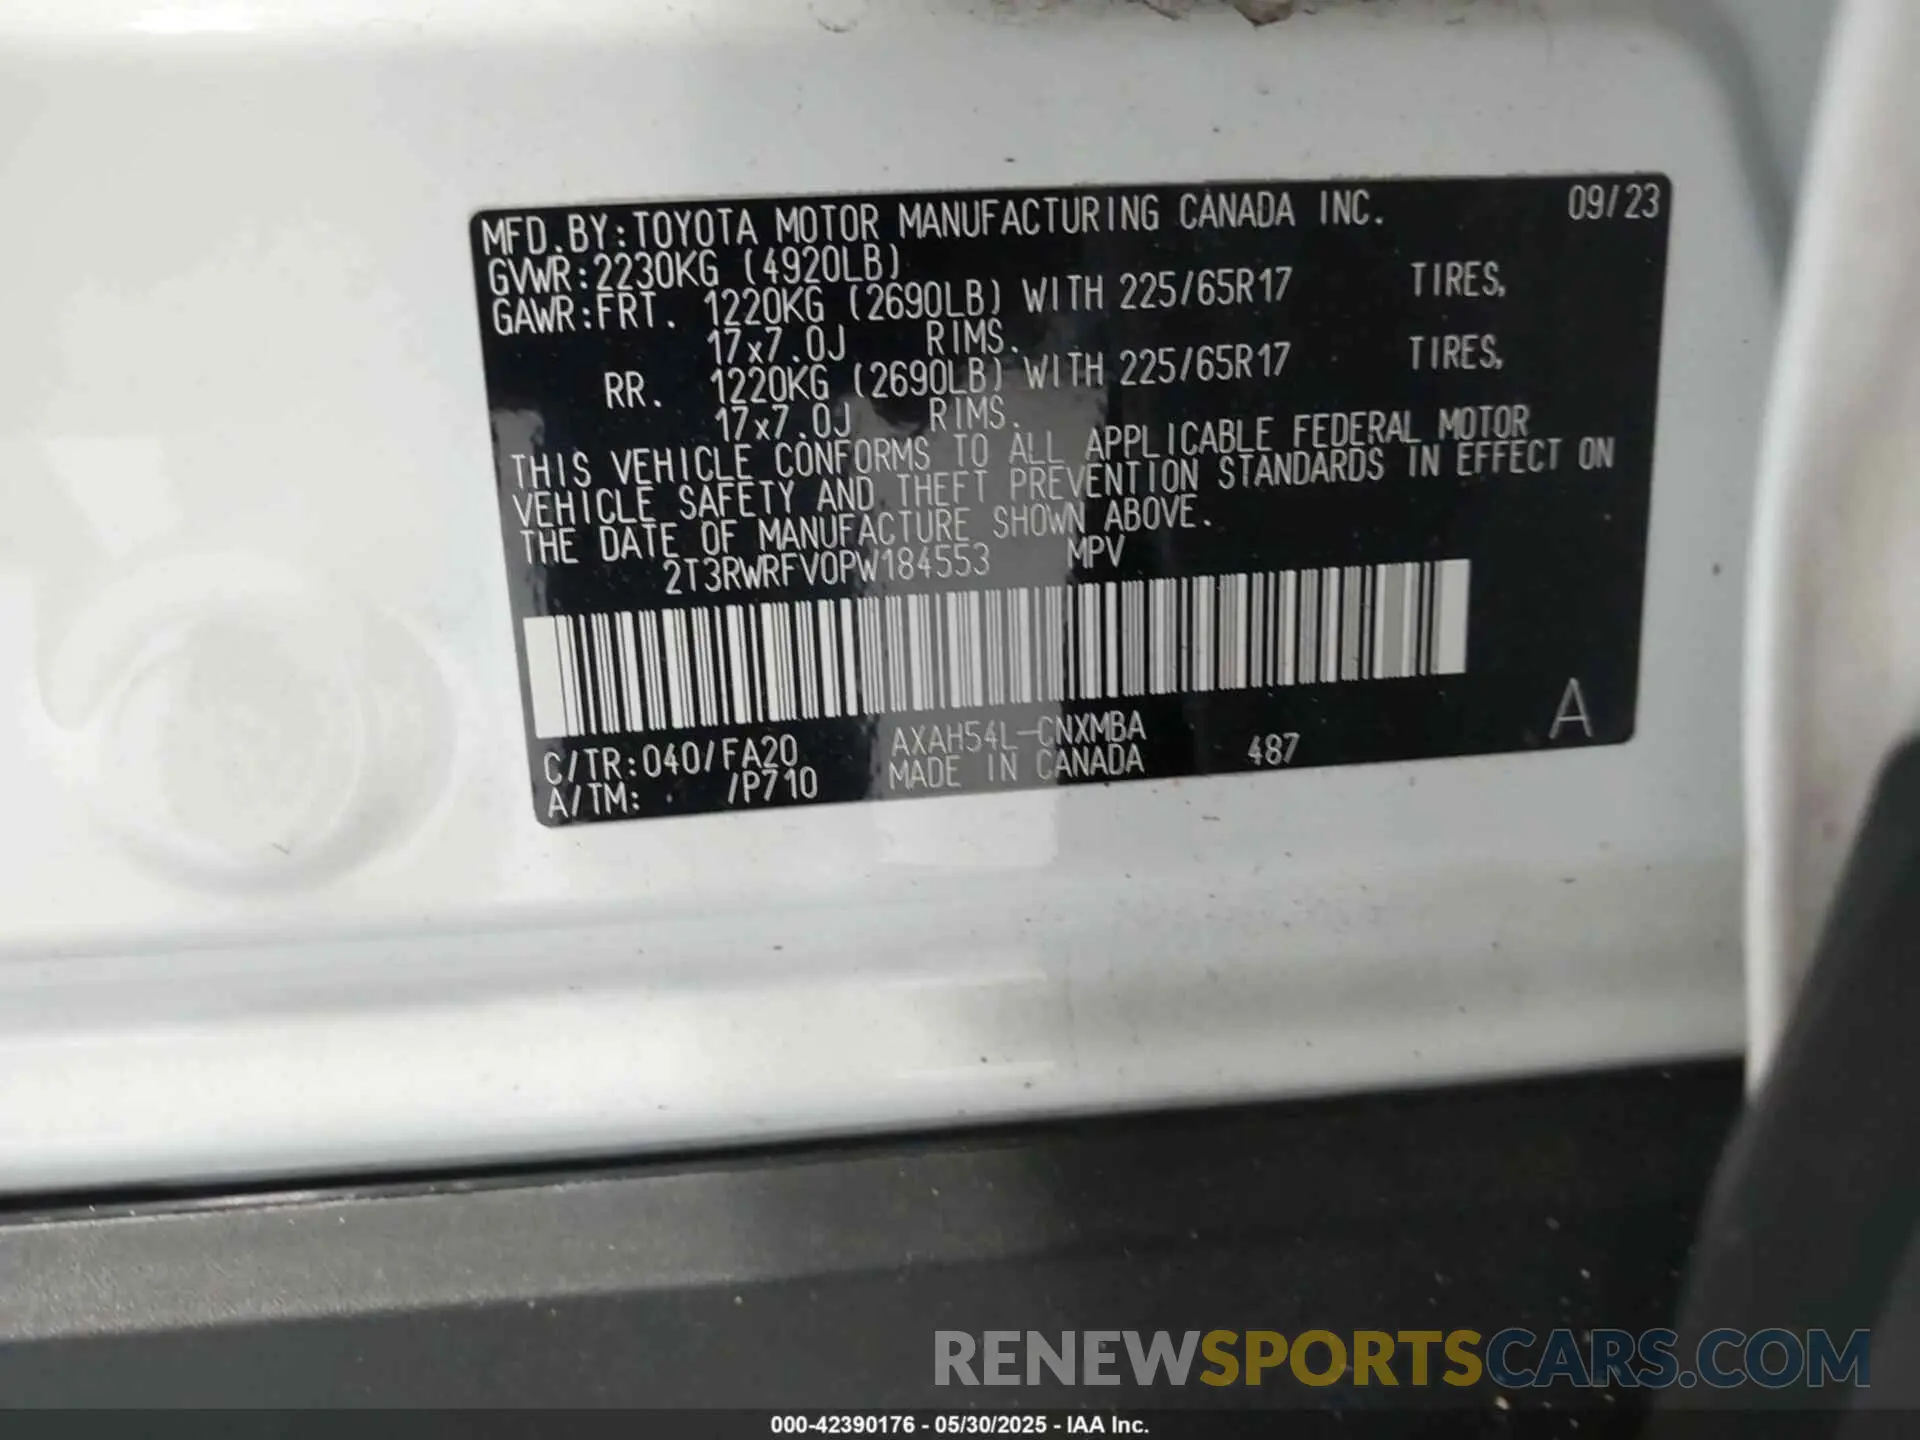 MFD.BY:TOYOTA MOTOR MANUFACTURING CANADA INC. 09/23
GVWR:2230KG (4920LB)
GAWR:FRT. 1220KG (2690LB) WITH 225/65R17 TIRES,
17x7.0J RIMS.
RR. 1220KG (2690LB) WITH 225/65R17 TIRES,
17x7.0J RIMS.
THIS VEHICLE CONFORMS TO ALL APPLICABLE FEDERAL MOTOR
VEHICLE SAFETY AND THEFT PREVENTION STANDARDS IN EFFECT ON
THE DATE OF MANUFACTURE SHOWN ABOVE.
2T3RWRFV0PW184553 MPV
C/TR:040/FA20 AXAH54L-CNXMBA
A/TM: /P710 MADE IN CANADA 487 A
RENEWSPORTSCARS.COM
000-42390176 - 05/30/2025 - IAA Inc.